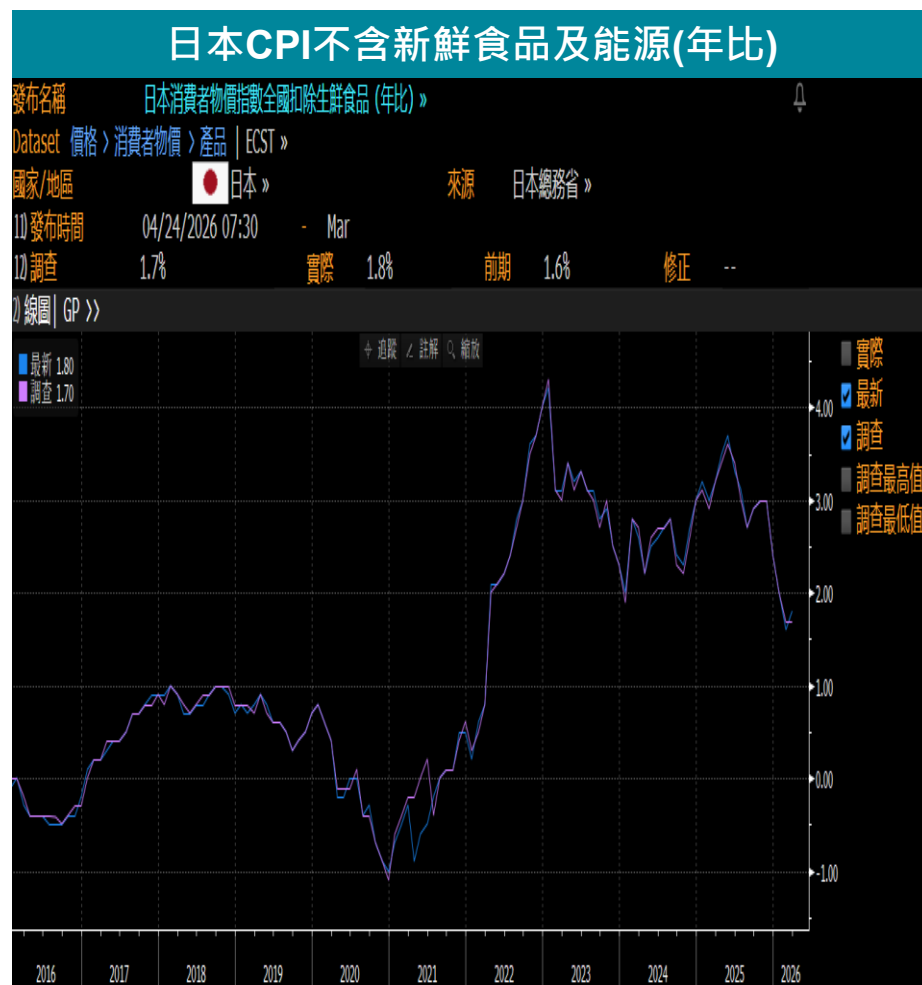 日本CPI不含新鮮食品及能源(年比)
發布名稱 日本消費者物價指數全國扣除生鮮食品 (年比) »
Dataset 價格 > 消費者物價 > 產品 | ECST »
國家/地區 日本 » 來源 日本總務省 »
11) 發布時間 04/24/2026 07:30 - Mar
12) 調查 1.7% 實際 1.8% 前期 1.6% 修正 --
2) 線圖 | GP >>
追蹤 註解 縮放
最新 1.80
調查 1.70
實際
最新
調查
調查最高值
調查最低值
4.00
3.00
2.00
1.00
0.00
-1.00
2016 2017 2018 2019 2020 2021 2022 2023 2024 2025 2026